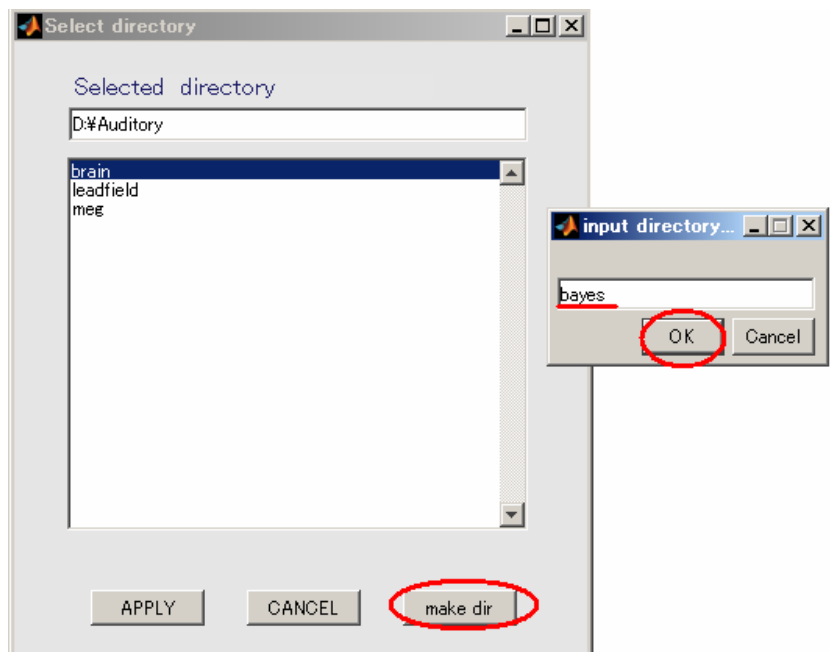 Select directory
Selected directory
D:¥Auditory
brain
leadfield
meg
APPLY
CANCEL
make dir
input directory...
bayes
OK
Cancel